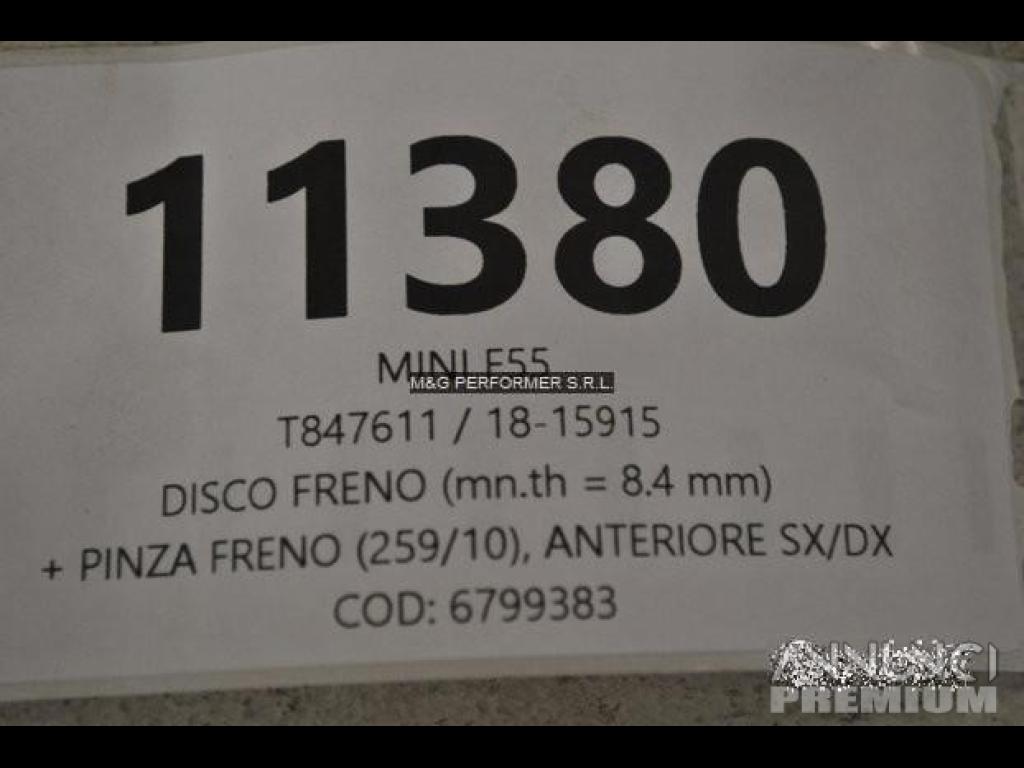 11380
MINI F55
M&G PERFORMER S.R.L.
T847611 / 18-15915
DISCO FRENO (mn.th = 8.4 mm)
+ PINZA FRENO (259/10), ANTERIORE SX/DX
COD: 6799383
ANNUNCI
PREMIUM